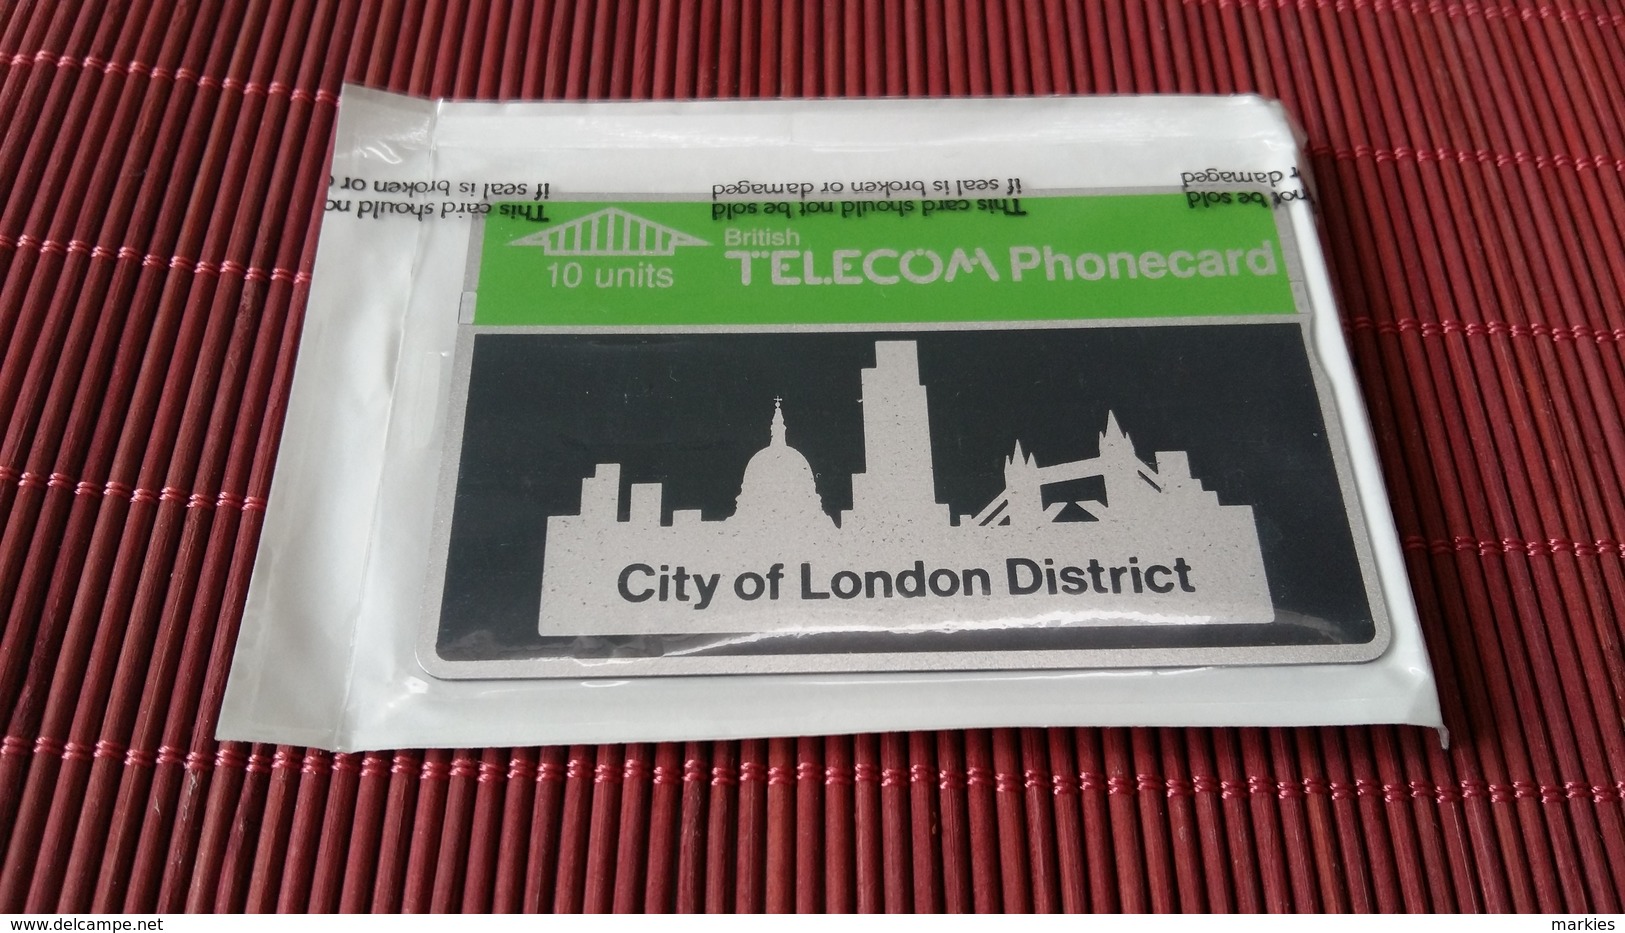 This card should no
if seal is broken or
This card should not be sold
if seal is broken or damaged
not be sold
r damaged
British
TELECOM Phonecard
10 units
City of London District
www.delcampe.net
markies